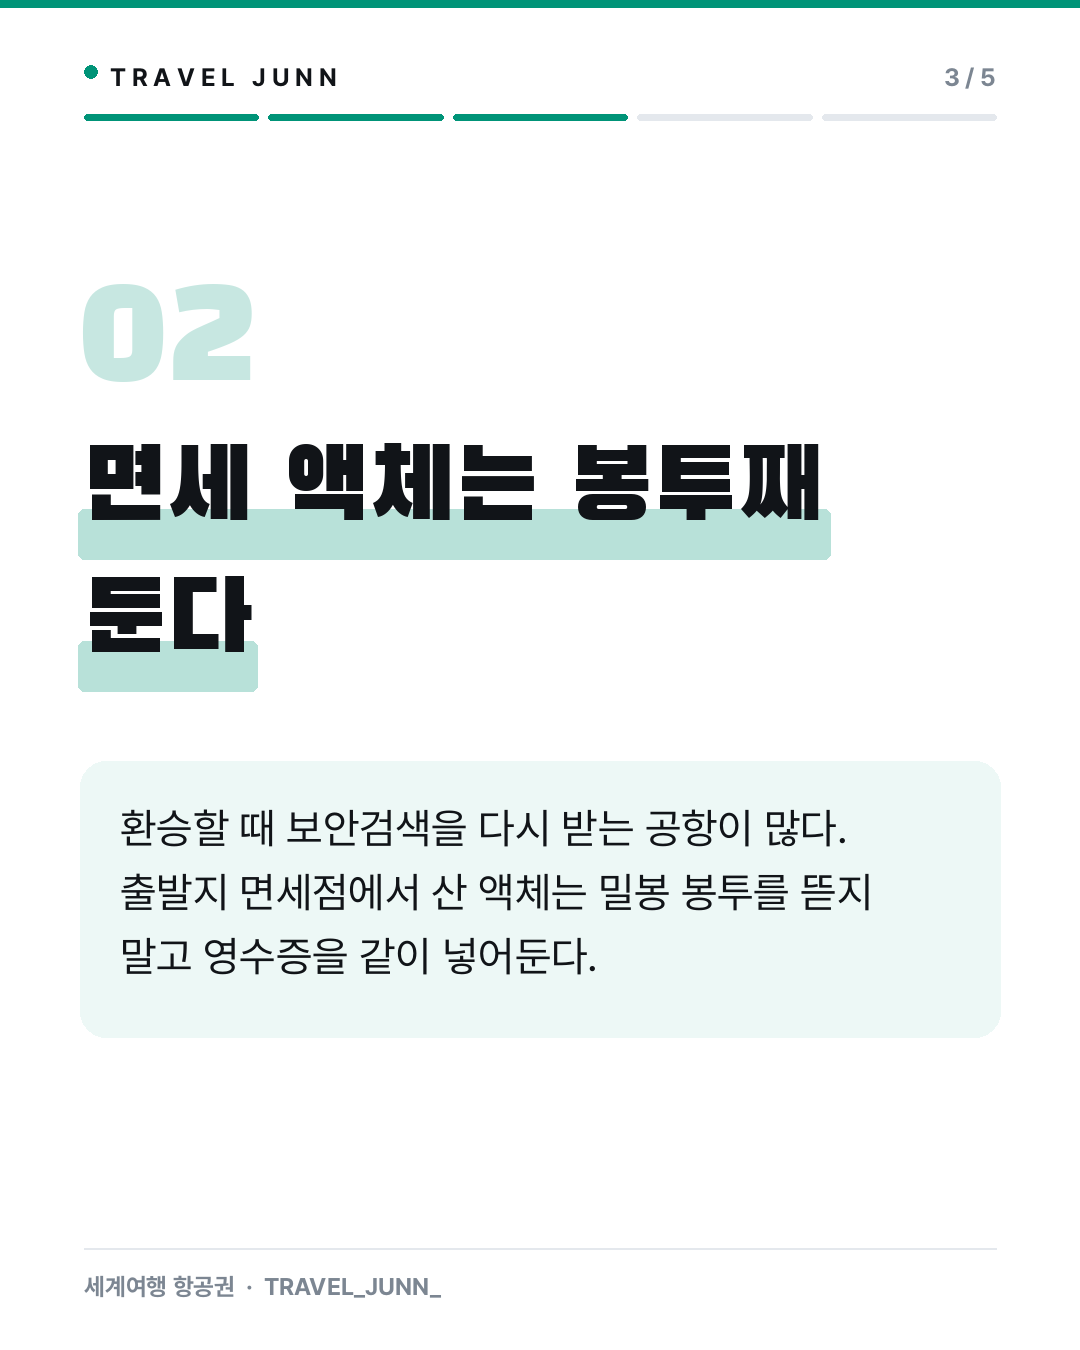 TRAVEL JUNN
3 / 5
02
면세 액체는 봉투째
둔다
환승할 때 보안검색을 다시 받는 공항이 많다.
출발지 면세점에서 산 액체는 밀봉 봉투를 뜯지
말고 영수증을 같이 넣어둔다.
세계여행 항공권 · TRAVEL_JUNN_